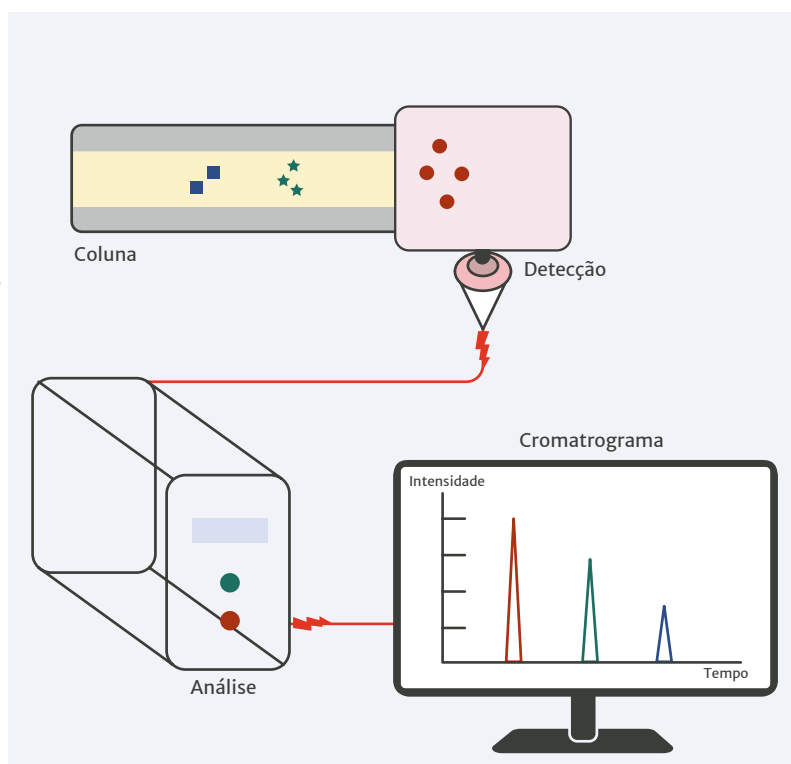 Coluna
Detecção
Cromatrograma
Intensidade
Tempo
Análise